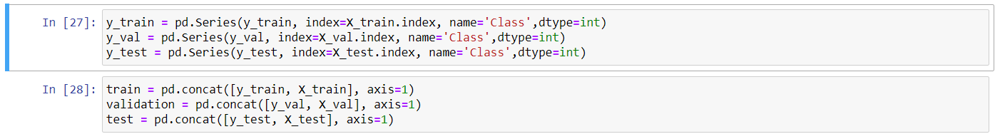 In [27]: y_train = pd.Series(y_train, index=X_train.index, name='Class',dtype=int)
y_val = pd.Series(y_val, index=X_val.index, name='Class',dtype=int)
y_test = pd.Series(y_test, index=X_test.index, name='Class',dtype=int)
In [28]: train = pd.concat([y_train, X_train], axis=1)
validation = pd.concat([y_val, X_val], axis=1)
test = pd.concat([y_test, X_test], axis=1)